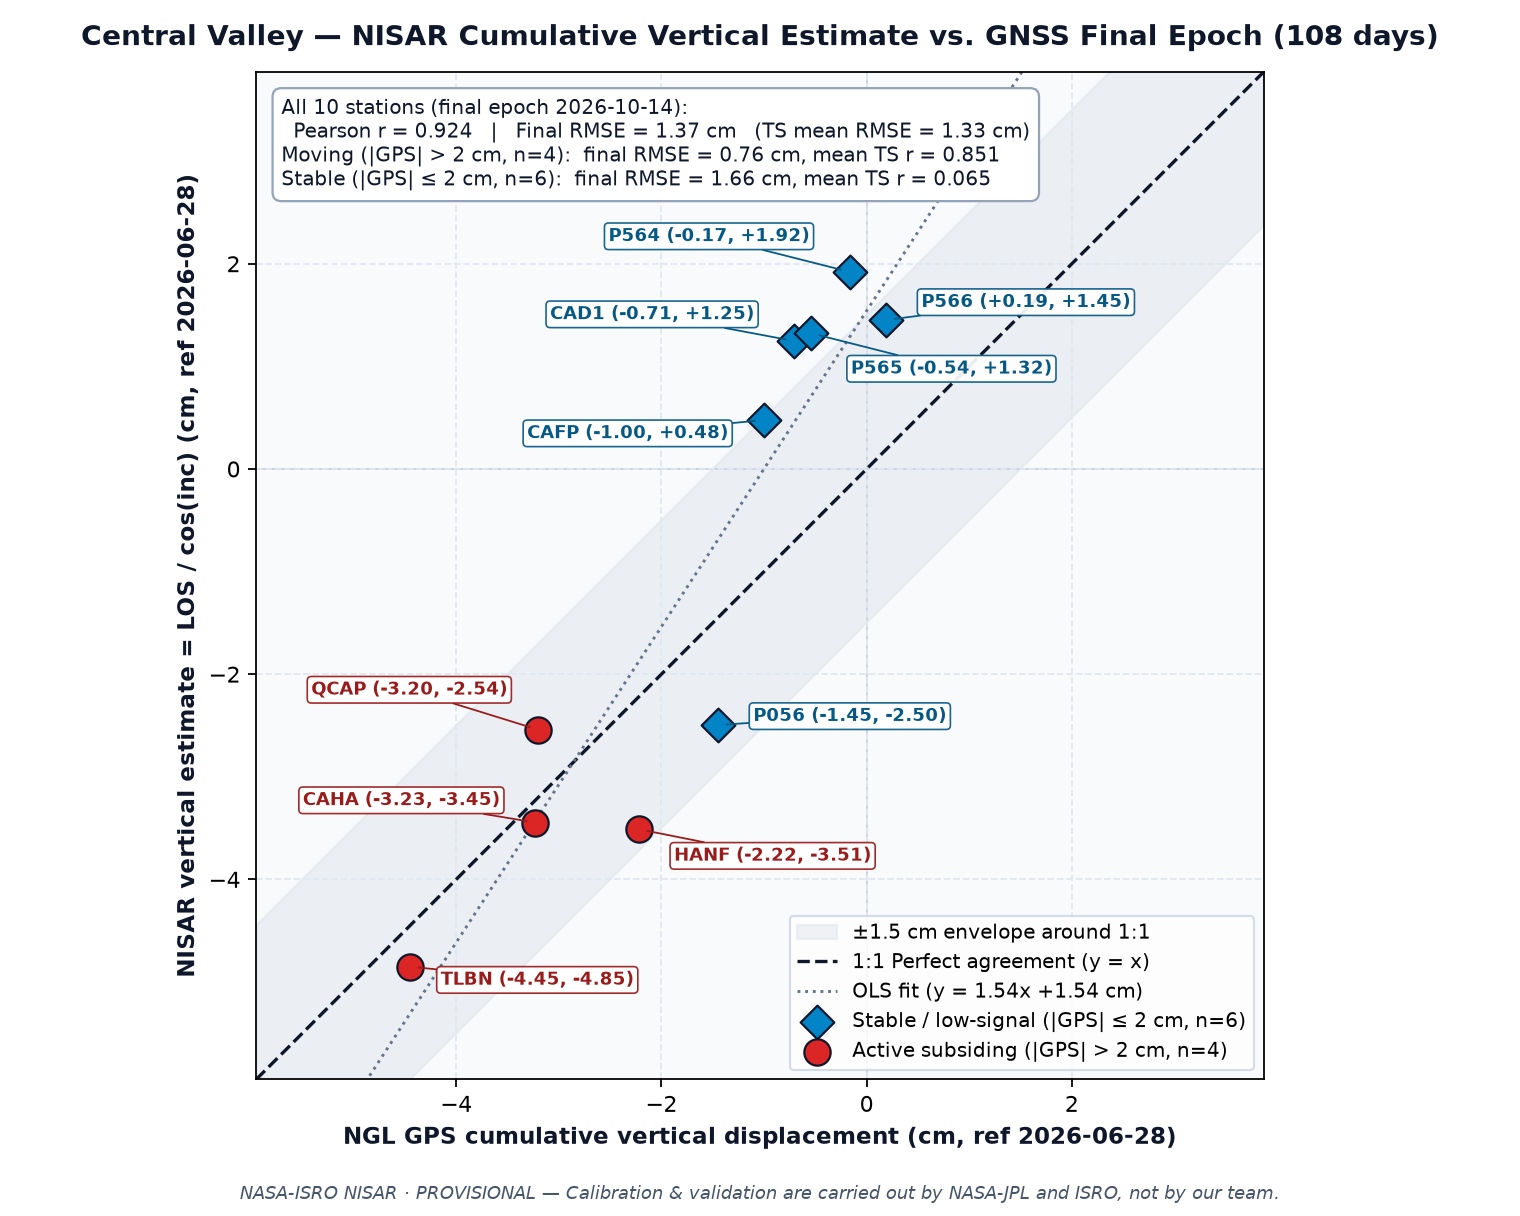 Central Valley — NISAR Cumulative Vertical Estimate vs. GNSS Final Epoch (108 days)
All 10 stations (final epoch 2026-10-14):
Pearson r = 0.924 | Final RMSE = 1.37 cm (TS mean RMSE = 1.33 cm)
Moving (|GPS| > 2 cm, n=4): final RMSE = 0.76 cm, mean TS r = 0.851
Stable (|GPS| ≤ 2 cm, n=6): final RMSE = 1.66 cm, mean TS r = 0.065
NISAR vertical estimate = LOS / cos(inc) (cm, ref 2026-06-28)
2
0
−2
−4
P564 (-0.17, +1.92)
P566 (+0.19, +1.45)
CAD1 (-0.71, +1.25)
P565 (-0.54, +1.32)
CAFP (-1.00, +0.48)
QCAP (-3.20, -2.54)
P056 (-1.45, -2.50)
CAHA (-3.23, -3.45)
HANF (-2.22, -3.51)
TLBN (-4.45, -4.85)
±1.5 cm envelope around 1:1
1:1 Perfect agreement (y = x)
OLS fit (y = 1.54x +1.54 cm)
Stable / low-signal (|GPS| ≤ 2 cm, n=6)
Active subsiding (|GPS| > 2 cm, n=4)
−4 −2 0 2
NGL GPS cumulative vertical displacement (cm, ref 2026-06-28)
NASA-ISRO NISAR · PROVISIONAL — Calibration & validation are carried out by NASA-JPL and ISRO, not by our team.